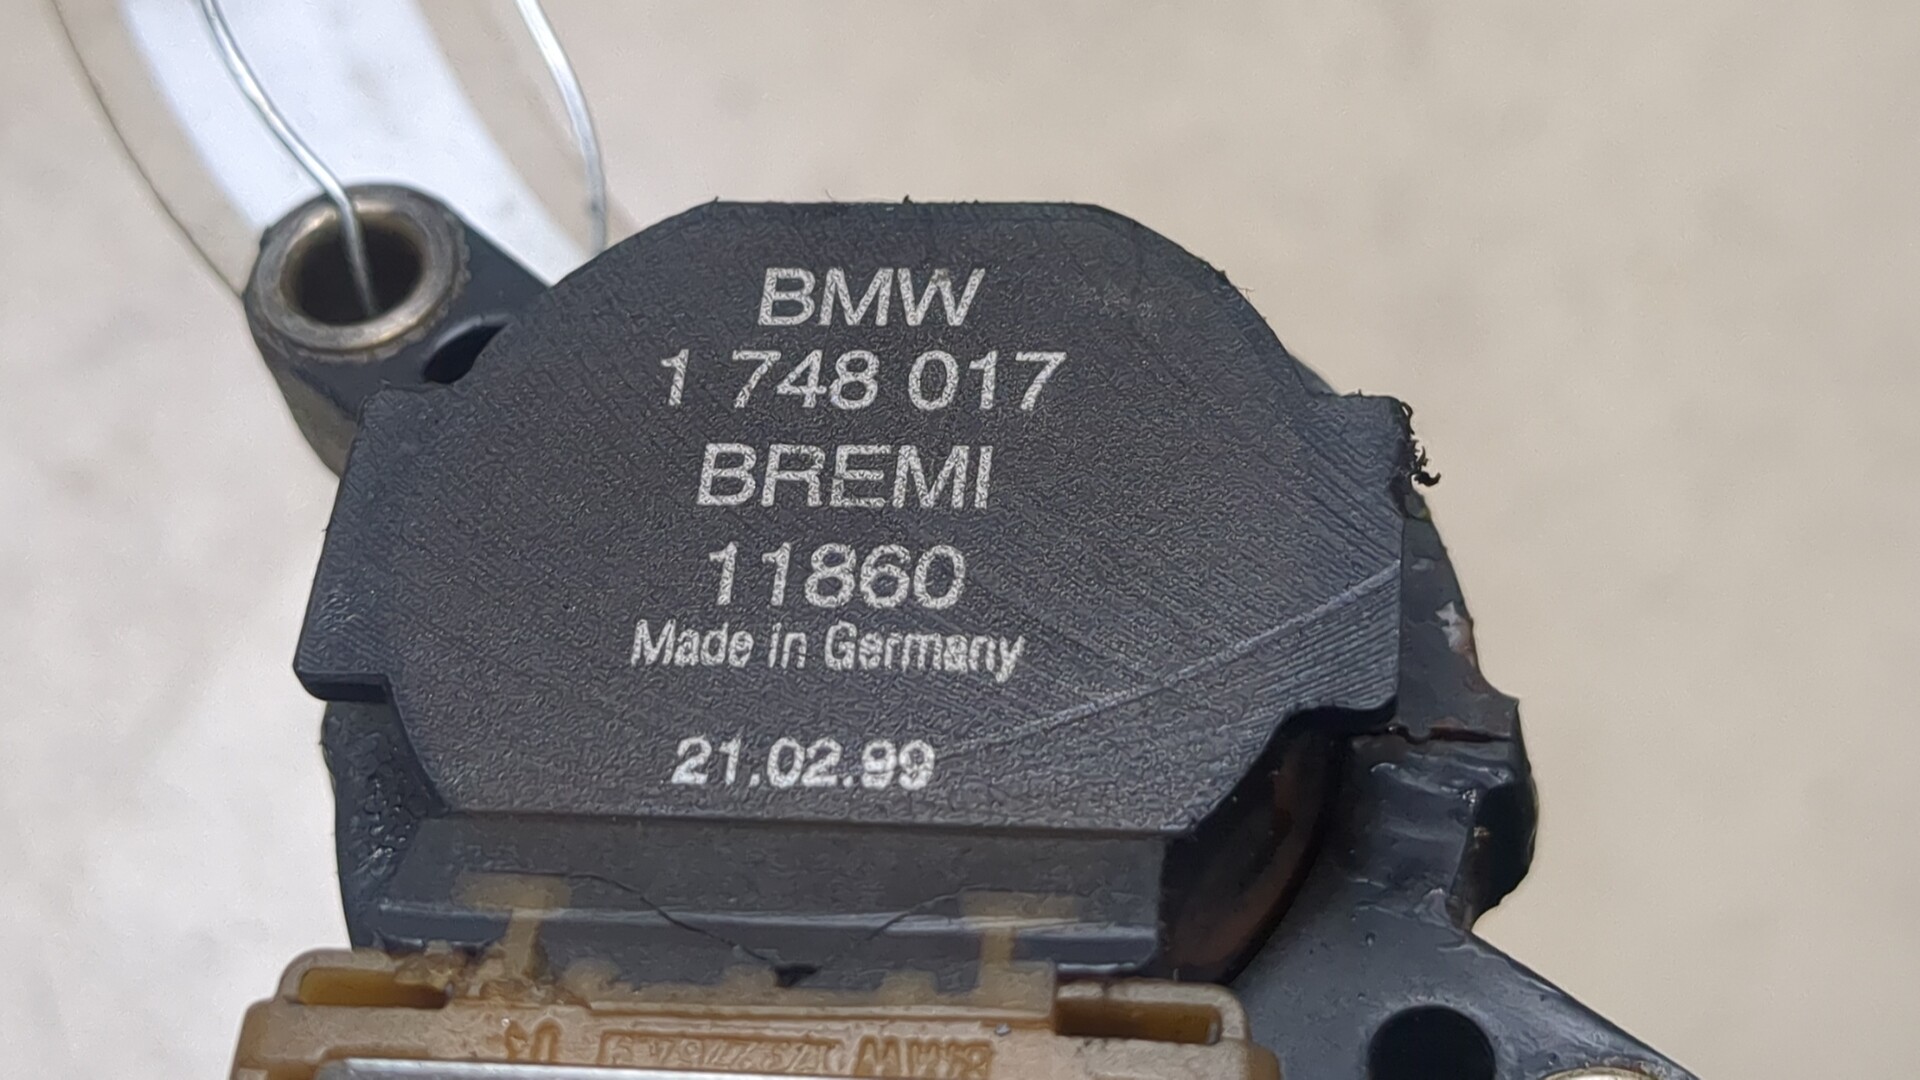 BMW
1 748 017
BREMI
11860
Made in Germany
21.02.99